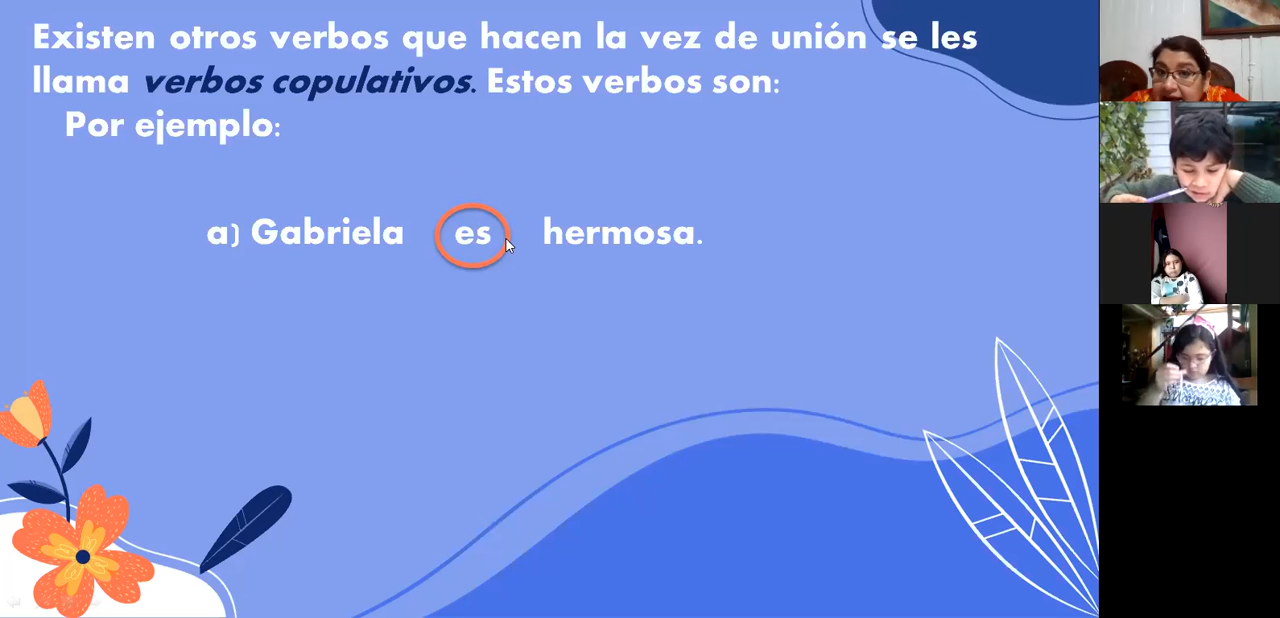 Existen otros verbos que hacen la vez de unión se les
llama verbos copulativos. Estos verbos son:
Por ejemplo:
a) Gabriela es hermosa.